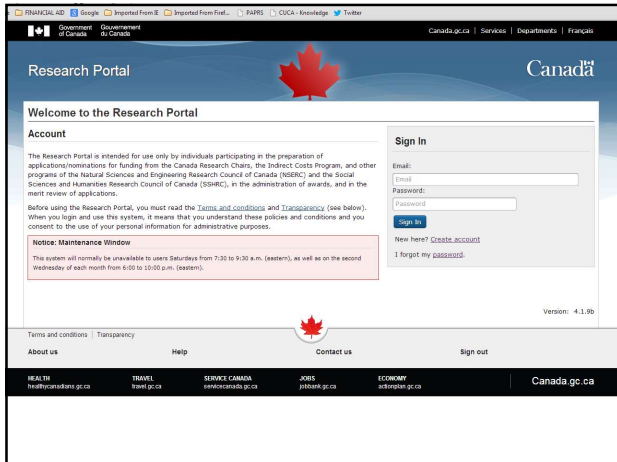 FINANCIAL AID Google Imported From IE Imported From Firef... PAPRS CUCA - Knowledge Twitter
Government of Canada Gouvernement du Canada
Canada.gc.ca | Services | Departments | Français
Research Portal
Canada
Welcome to the Research Portal
Account
The Research Portal is intended for use only by individuals participating in the preparation of
applications/nominations for funding from the Canada Research Chairs, the Indirect Costs Program, and other
programs of the Natural Sciences and Engineering Research Council of Canada (NSERC) and the Social
Sciences and Humanities Research Council of Canada (SSHRC), in the administration of awards, and in the
merit review of applications.
Before using the Research Portal, you must read the Terms and conditions and Transparency (see below).
When you login and use this system, it means that you understand these policies and conditions and you
consent to the use of your personal information for administrative purposes.
Notice: Maintenance Window
This system will normally be unavailable to users Saturdays from 7:30 to 9:30 a.m. (eastern), as well as on the second
Wednesday of each month from 6:00 to 10:00 p.m. (eastern).
Sign In
Email:
Email
Password:
Password
Sign In
New here? Create account
I forgot my password.
Version: 4.1.9b
Terms and conditions | Transparency
About us Help Contact us Sign out
HEALTH TRAVEL SERVICE CANADA JOBS ECONOMY
healthycanadians.gc.ca travel.gc.ca servicecanada.gc.ca jobbank.gc.ca actionplan.gc.ca
Canada.gc.ca